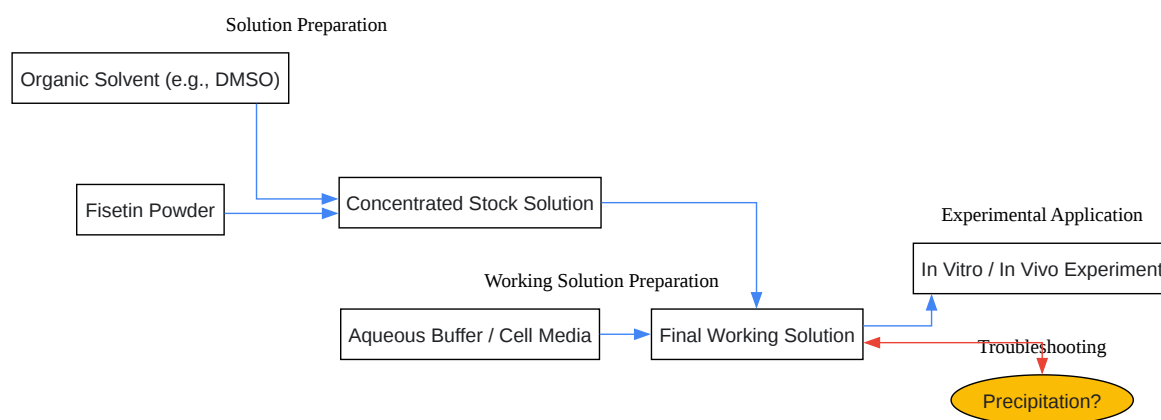 Solution Preparation
Organic Solvent (e.g., DMSO)
Fisetin Powder
Concentrated Stock Solution
Experimental Application
In Vitro / In Vivo Experiment
Working Solution Preparation
Aqueous Buffer / Cell Media
Final Working Solution
Troubleshooting
Precipitation?